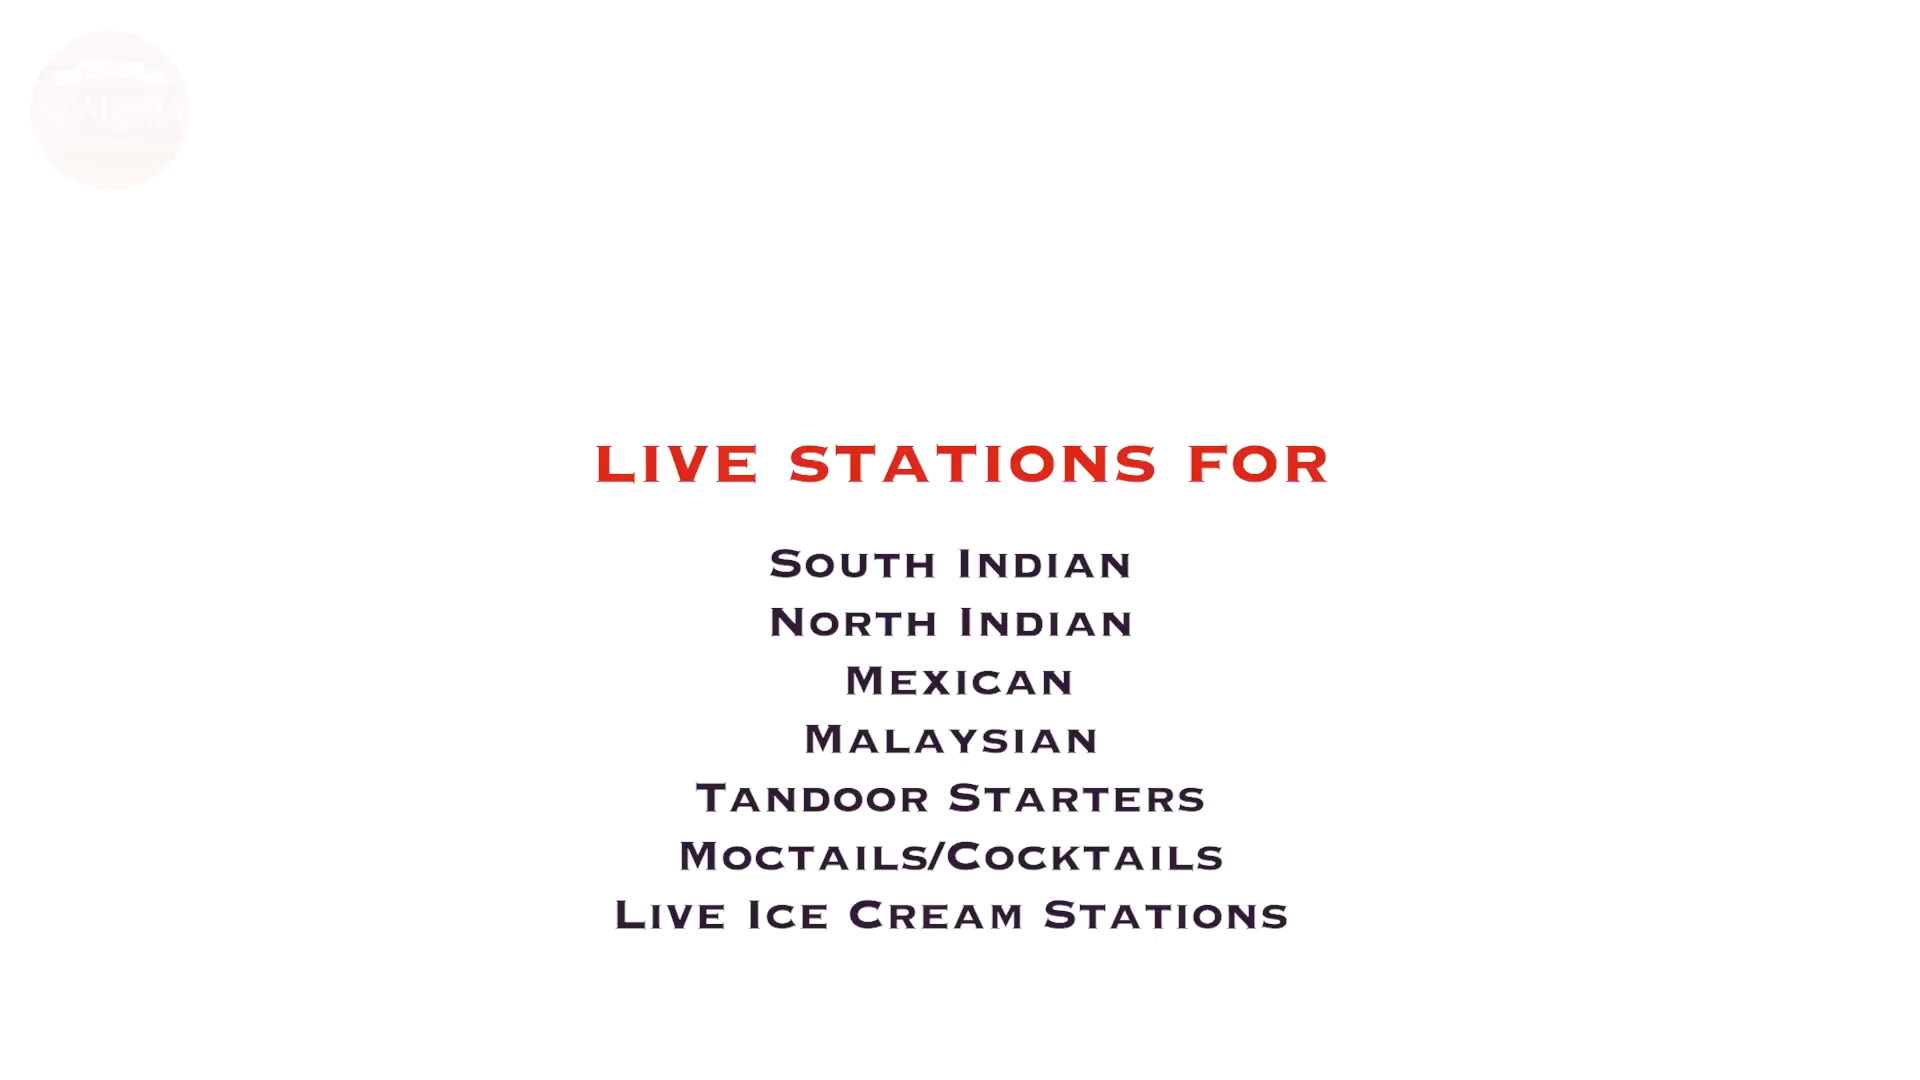 LIVE STATIONS FOR
South Indian
North Indian
Mexican
Malaysian
Tandoor Starters
Moctails/Cocktails
Live Ice Cream Stations